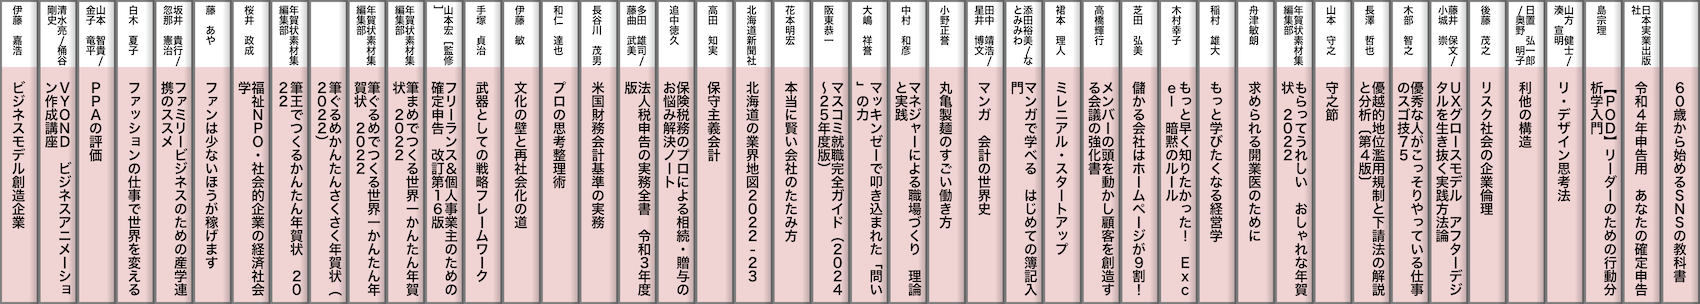 ６０歳から始めるＳＮＳの教科書
日本実業出版
社
令和４年申告用　あなたの確定申告
島宗理
【ＰＯＤ】リーダーのための行動分
析学入門
山方　健士／
湊　宣明
リ・デザイン思考法
日置　弘一郎
／奥野　明子
利他の構造
後藤　茂之
リスク社会の企業倫理
藤井　保文／
小城　崇
ＵＸグロースモデル　アフターデジ
タルを生き抜く実践方法論
木部　智之
優秀な人がこっそりやっている仕事
のスゴ技７５
長澤　哲也
優越的地位濫用規制と下請法の解説
と分析〔第４版〕
山本　守之
守之節
年賀状素材集
編集部
もらってうれしい　おしゃれな年賀
状　２０２２
舟津敏朗
求められる開業医のために
稲村　雄大
もっと学びたくなる経営学
木村幸子
もっと早く知りたかった！　Ｅｘｃ
ｅｌ　暗黙のルール
芝田　弘美
儲かる会社はホームページが９割！
高橋輝行
メンバーの頭を動かし顧客を創造す
る会議の強化書
裙本　理人
ミレニアル・スタートアップ
添田裕美／な
とみみわ
マンガで学べる　はじめての簿記入
門
田中　靖浩／
星井　博文
マンガ　会計の世界史
小野正誉
丸亀製麺のすごい働き方
中村　和彦
マネジャーによる職場づくり　理論
と実践
大嶋　祥誉
マッキンゼーで叩き込まれた「問い
」の力
阪東恭一
マスコミ就職完全ガイド（２０２４
～２５年度版）
花本明宏
本当に賢い会社のたたみ方
北海道新聞社
北海道の業界地図２０２２‐２３
高田　知実
保守主義会計
追中徳久
保険税務のプロによる相続・贈与の
お悩み解決ノート
多田　雄司／
藤曲　武美
法人税申告の実務全書　令和３年度
版
長谷川　茂男
米国財務会計基準の実務
和仁　達也
プロの思考整理術
伊藤　敏
文化の壁と再社会化の道
手塚　貞治
武器としての戦略フレームワーク
山本宏［監修
］
フリーランス＆個人事業主のための
確定申告　改訂第１６版
年賀状素材集
編集部
筆まめでつくる世界一かんたん年賀
状　２０２２
年賀状素材集
編集部
筆ぐるめでつくる世界一かんたん年
賀状　２０２２
筆ぐるめかんたんさくさく年賀状（
２０２２）
年賀状素材集
編集部
筆王でつくるかんたん年賀状　２０
２２
桜井　政成
福祉ＮＰＯ・社会的企業の経済社会
学
藤　あや
ファンは少ないほうが稼げます
坂井　貴行／
忽那　憲治
ファミリービジネスのための産学連
携のススメ
白木　夏子
ファッションの仕事で世界を変える
山本　智貴／
金子　竜平
ＰＰＡの評価
清水亮／桶谷
剛史
ＶＹＯＮＤ　ビジネスアニメーショ
ン作成講座
伊藤　嘉浩
ビジネスモデル創造企業